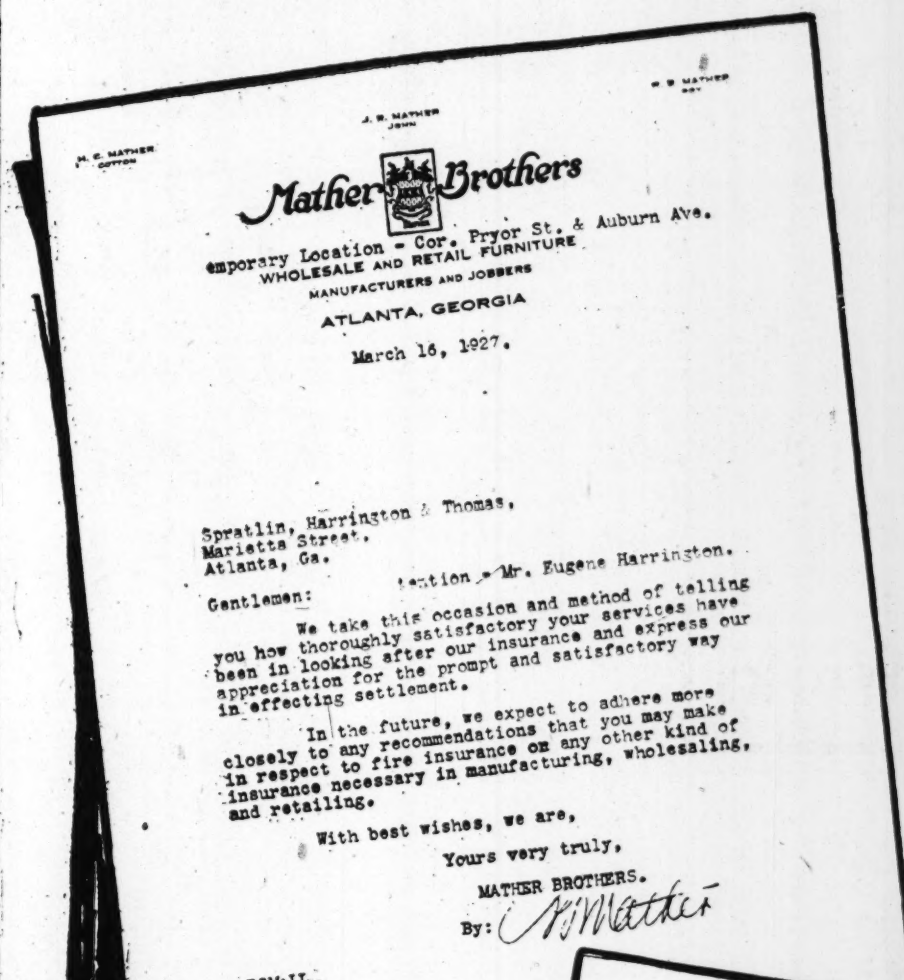 J. R. MATHER
JOHN
R. B. MATHER
ROY
H. C. MATHER
COTTON
Mather Brothers
emporary Location - Cor. Pryor St. & Auburn Ave.
WHOLESALE AND RETAIL FURNITURE
MANUFACTURERS AND JOBBERS
ATLANTA, GEORGIA
March 16, 1927.
Spratlin, Harrington & Thomas,
Marietta Street,
Atlanta, Ga.
tention - Mr. Eugene Harrington.
Gentlemen:
We take this occasion and method of telling
you how thoroughly satisfactory your services have
been in looking after our insurance and express our
appreciation for the prompt and satisfactory way
in effecting settlement.
In the future, we expect to adhere more
closely to any recommendations that you may make
in respect to fire insurance or any other kind of
insurance necessary in manufacturing, wholesaling,
and retailing.
With best wishes, we are,
Yours very truly,
MATHER BROTHERS.
By: Mather